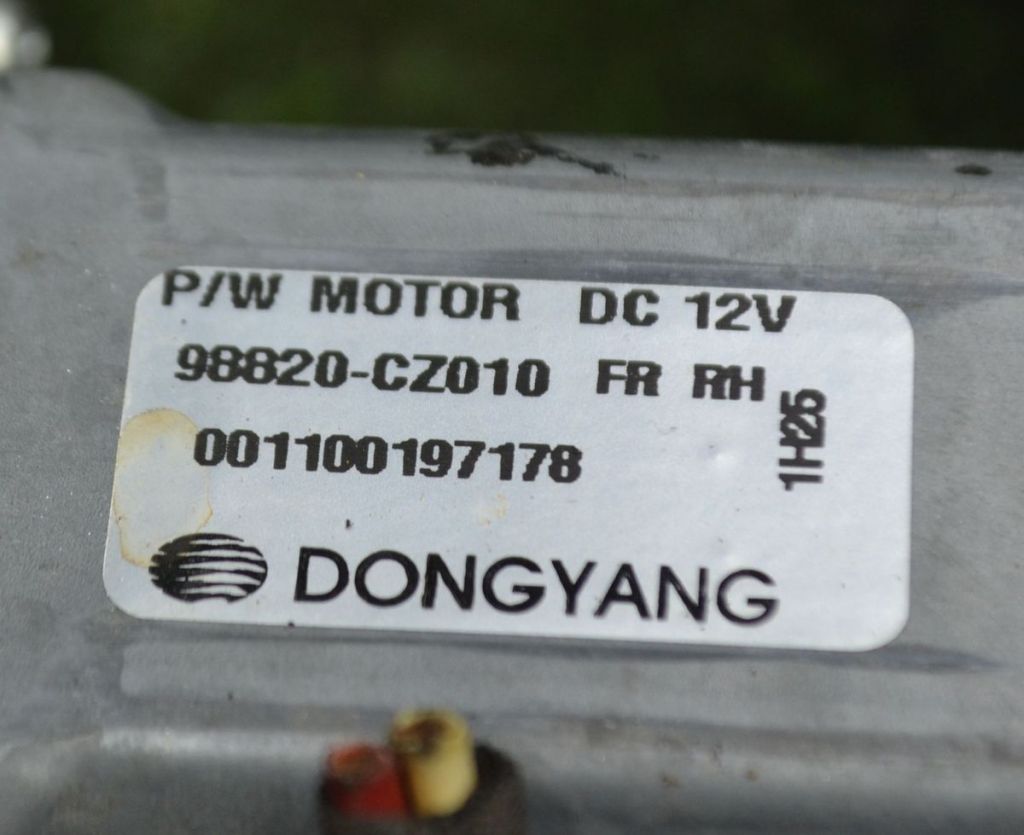 P/W MOTOR DC 12V
98820-CZ010 FR RH
1H25
001100197178
DONGYANG